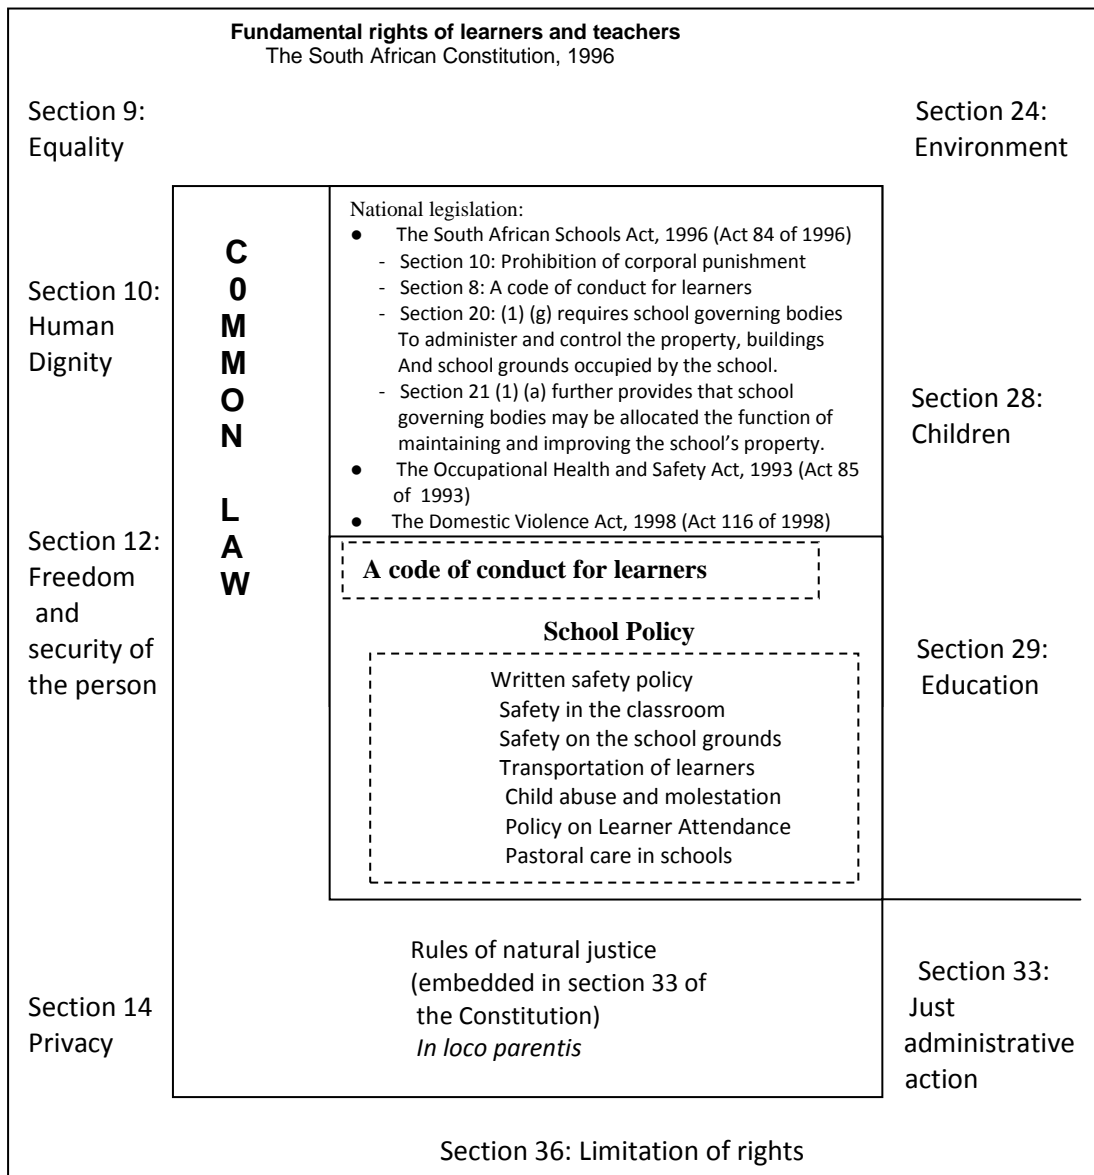 Fundamental rights of learners and teachers
The South African Constitution, 1996
Section 9:
Equality
Section 10:
Human
Dignity
Section 12:
Freedom
and
security of
the person
Section 14
Privacy
C
0
M
M
O
N
L
A
W
National legislation:
● The South African Schools Act, 1996 (Act 84 of 1996)
- Section 10: Prohibition of corporal punishment
- Section 8: A code of conduct for learners
- Section 20: (1) (g) requires school governing bodies
To administer and control the property, buildings
And school grounds occupied by the school.
- Section 21 (1) (a) further provides that school
governing bodies may be allocated the function of
maintaining and improving the school’s property.
● The Occupational Health and Safety Act, 1993 (Act 85
of 1993)
● The Domestic Violence Act, 1998 (Act 116 of 1998)
A code of conduct for learners
School Policy
Written safety policy
Safety in the classroom
Safety on the school grounds
Transportation of learners
Child abuse and molestation
Policy on Learner Attendance
Pastoral care in schools
Rules of natural justice
(embedded in section 33 of
the Constitution)
In loco parentis
Section 24:
Environment
Section 28:
Children
Section 29:
Education
Section 33:
Just
administrative
action
Section 36: Limitation of rights